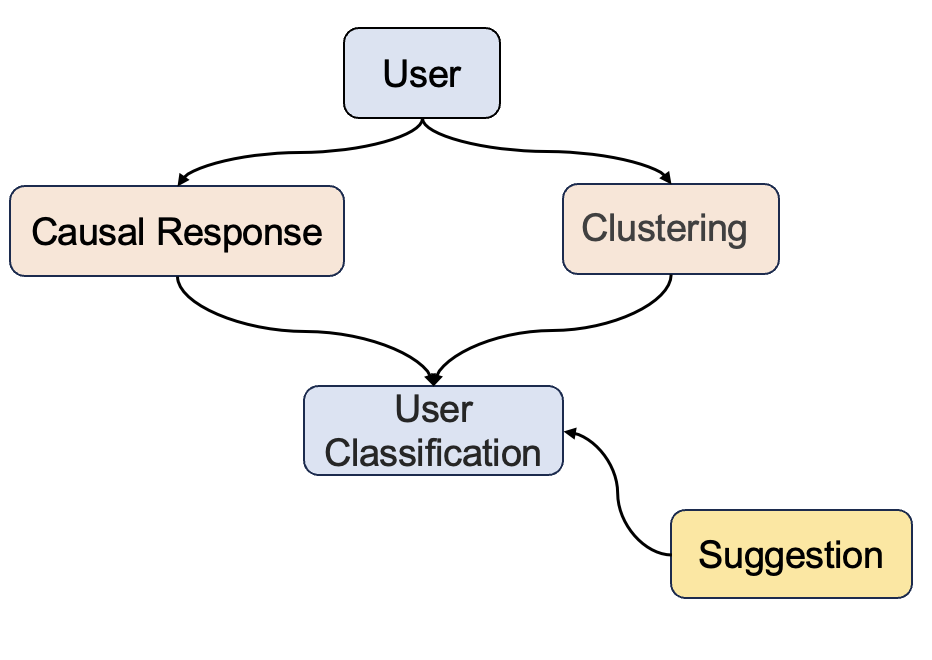 User
Causal Response
Clustering
User
Classification
Suggestion